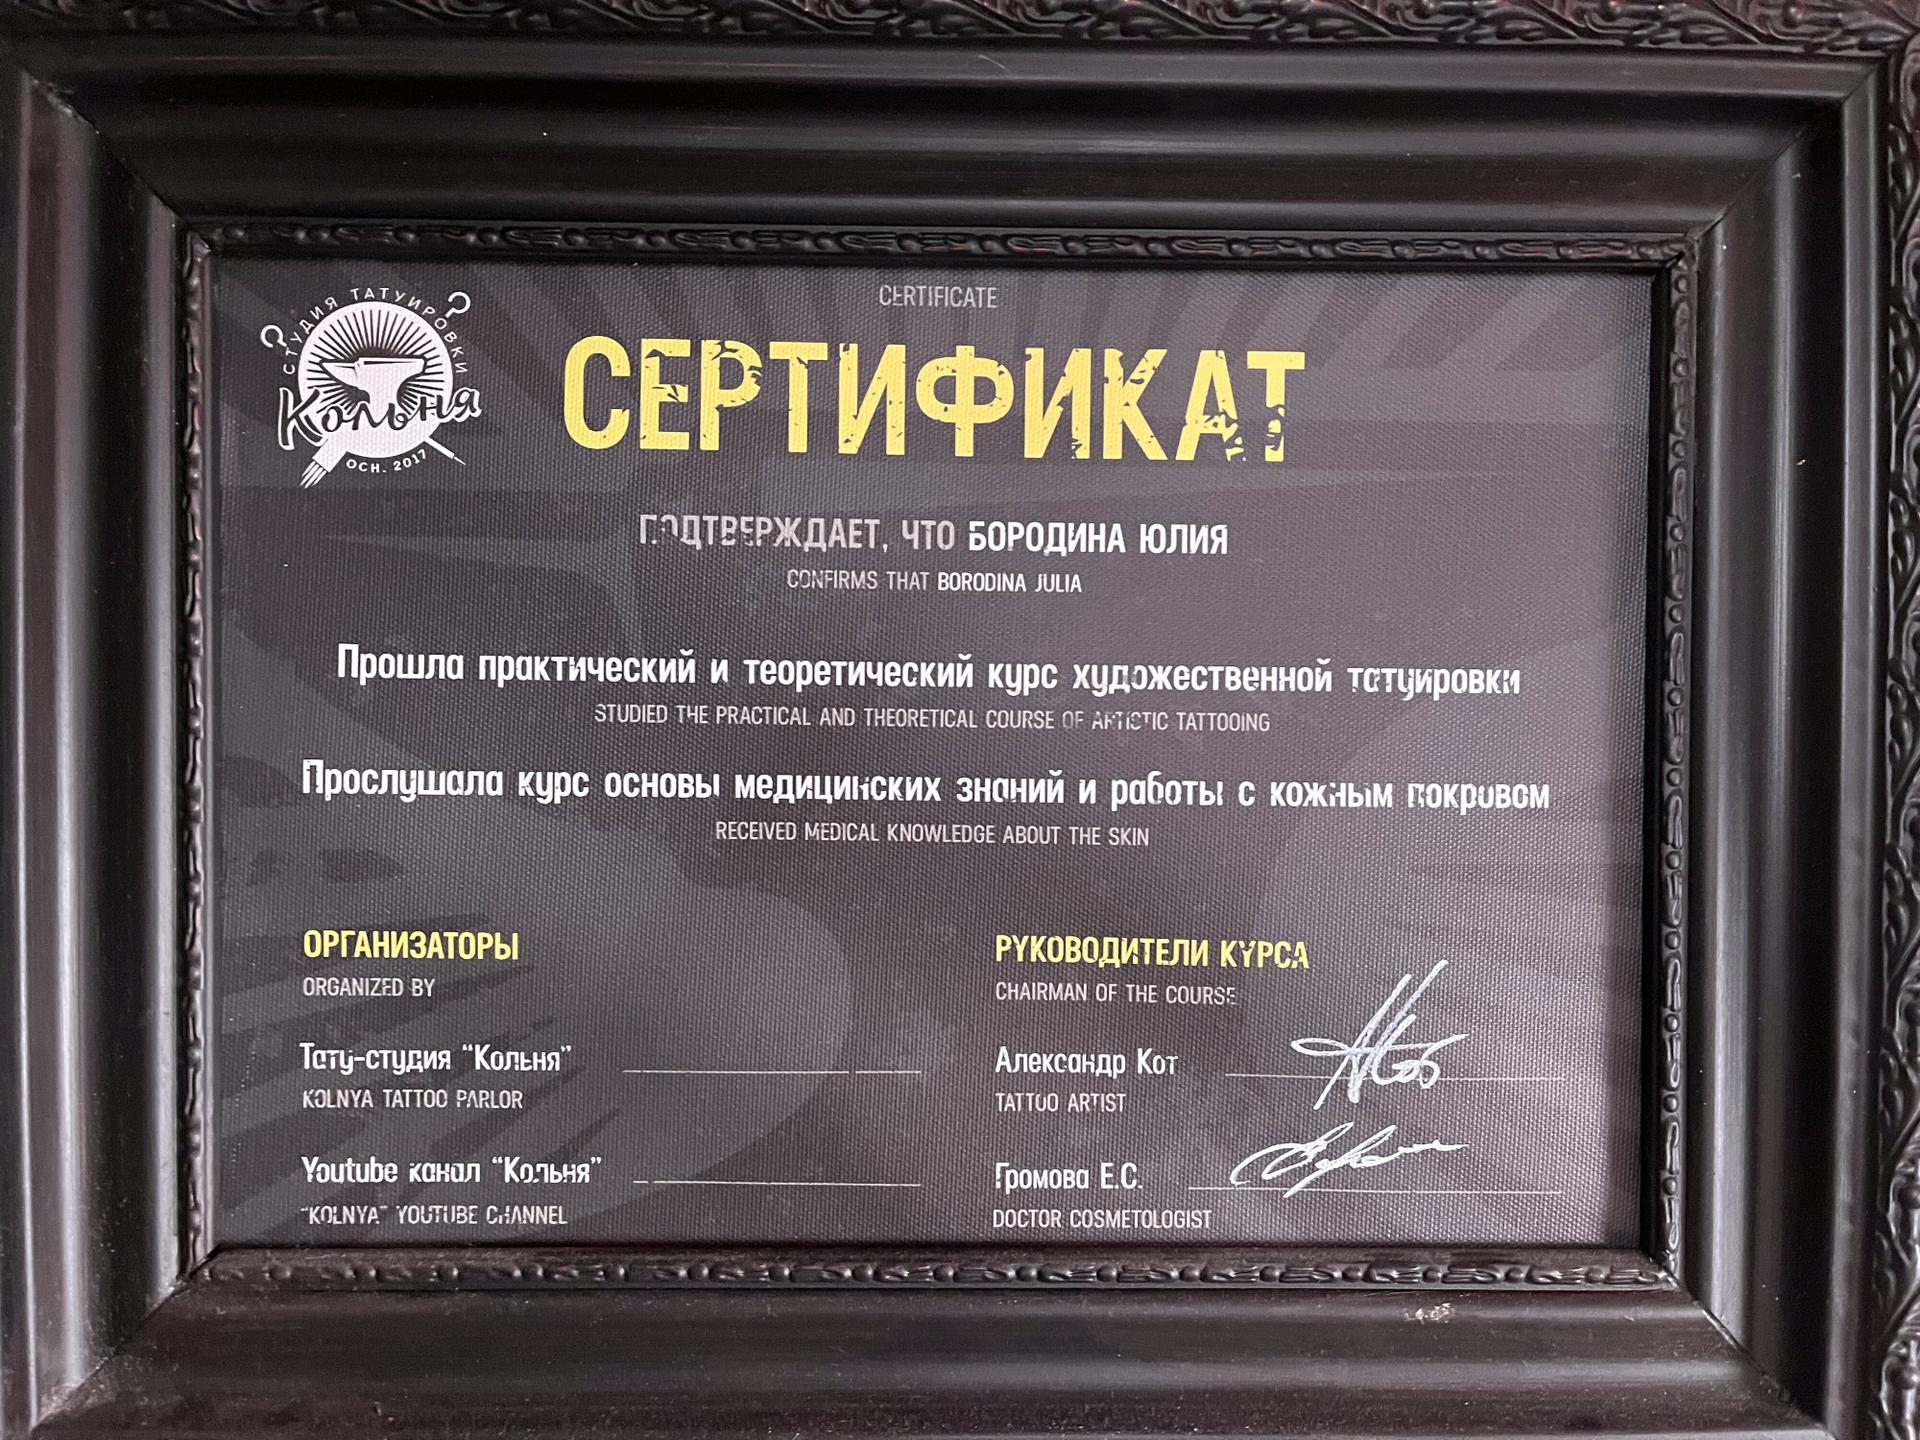 СТУДИЯ ТАТУИРОВКИ
Кольня
ОСН. 2017
CERTIFICATE
СЕРТИФИКАТ
ПОДТВЕРЖДАЕТ, ЧТО БОРОДИНА ЮЛИЯ
CONFIRMS THAT BORODINA JULIA
Прошла практический и теоретический курс художественной татуировки
STUDIED THE PRACTICAL AND THEORETICAL COURSE OF ARTISTIC TATTOOING
Прослушала курс основы медицинских знаний и работы с кожным покровом
RECEIVED MEDICAL KNOWLEDGE ABOUT THE SKIN
ОРГАНИЗАТОРЫ
ORGANIZED BY
Тату-студия “Кольня”
KOLNYA TATTOO PARLOR
Youtube канал “Кольня”
“KOLNYA” YOUTUBE CHANNEL
РУКОВОДИТЕЛИ КУРСА
CHAIRMAN OF THE COURSE
Александр Кот
TATTOO ARTIST
Громова Е.С.
DOCTOR COSMETOLOGIST